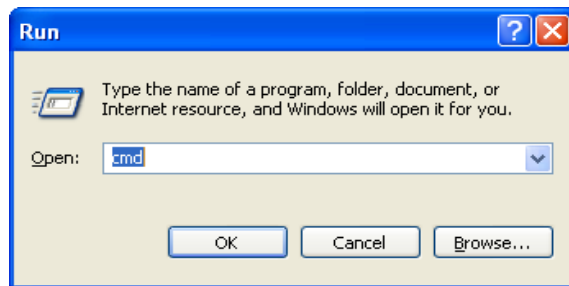 Run
Type the name of a program, folder, document, or
Internet resource, and Windows will open it for you.
Open: cmd
OK Cancel Browse...